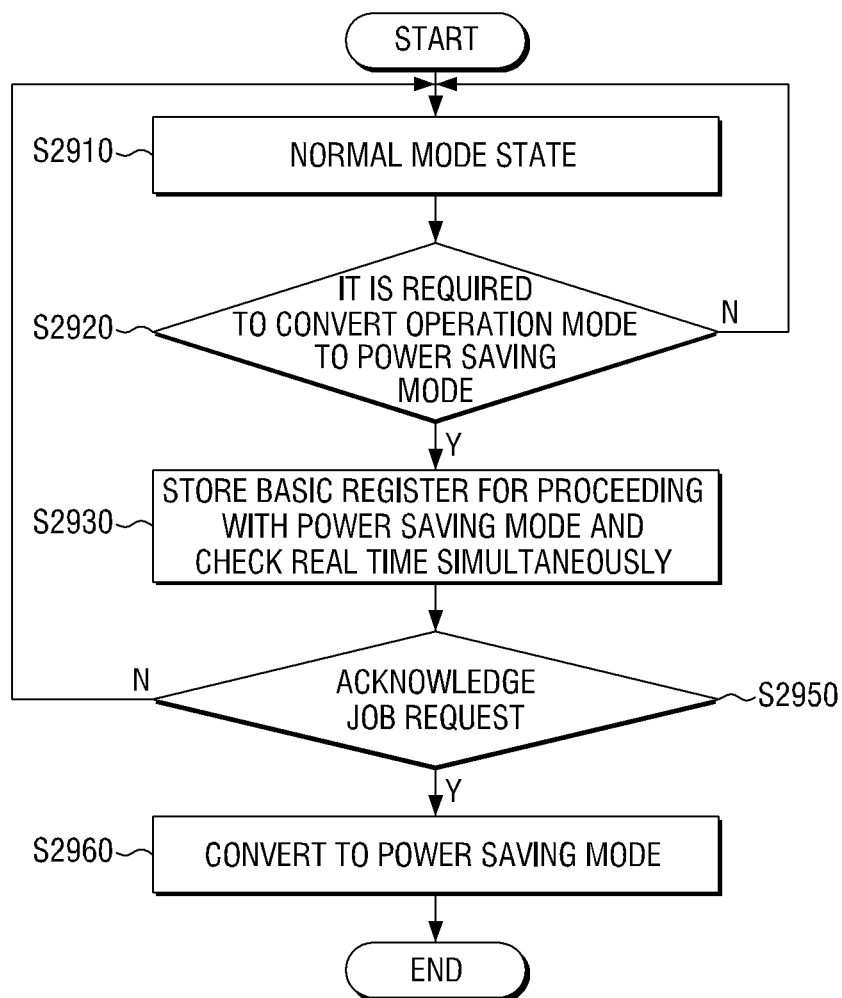 START
S2910
NORMAL MODE STATE
IT IS REQUIRED
TO CONVERT OPERATION MODE
TO POWER SAVING
MODE
S2920
N
Y
STORE BASIC REGISTER FOR PROCEEDING
WITH POWER SAVING MODE AND
CHECK REAL TIME SIMULTANEOUSLY
S2930
N
ACKNOWLEDGE
JOB REQUEST
S2950
Y
S2960
CONVERT TO POWER SAVING MODE
END